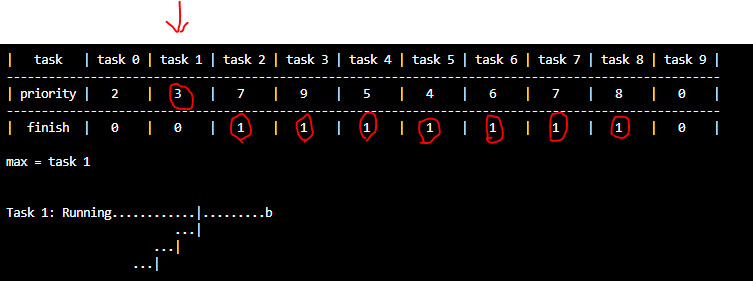 | task | task 0 | task 1 | task 2 | task 3 | task 4 | task 5 | task 6 | task 7 | task 8 | task 9 |
| priority | 2 | 3 | 7 | 9 | 5 | 4 | 6 | 7 | 8 | 0 |
| finish | 0 | 0 | 1 | 1 | 1 | 1 | 1 | 1 | 1 | 0 |
max = task 1
Task 1: Running............|.........b
...|
...|
...|